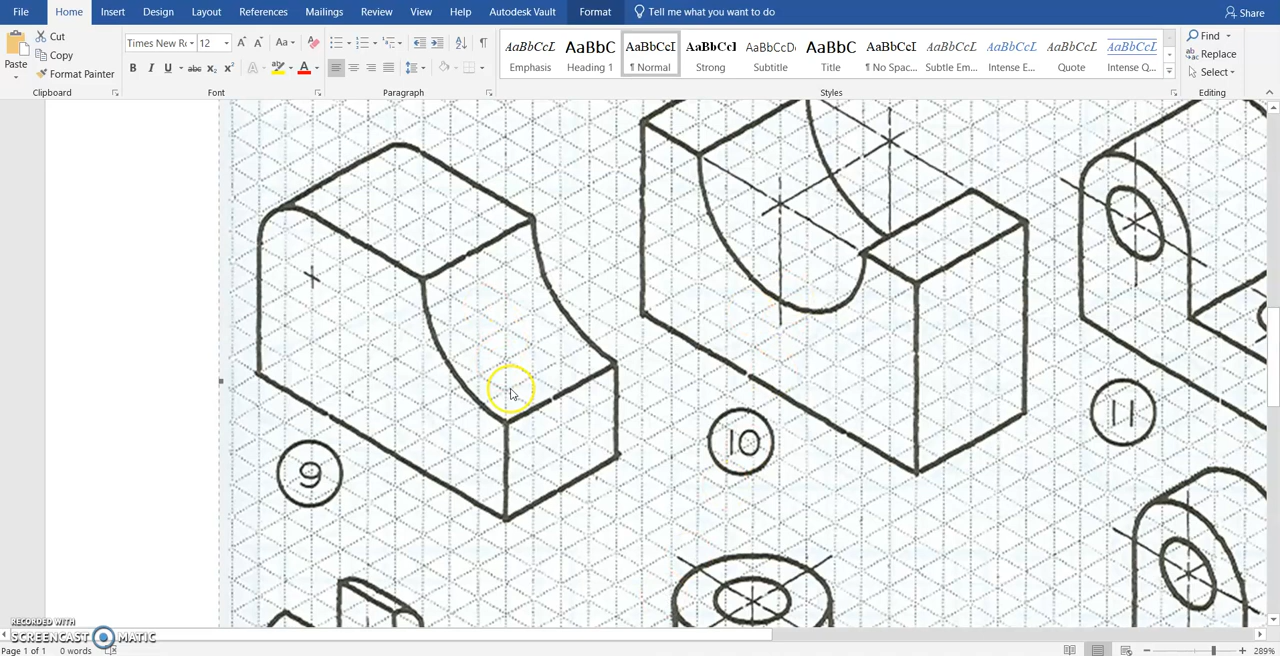 File Home Insert Design Layout References Mailings Review View Help Autodesk Vault Format Tell me what you want to do Share
Paste
Cut
Copy
Format Painter
Clipboard
Times New Rc 12
Font
Paragraph
AaBbCcL AaBbC AaBbCcI AaBbCcl AaBbCcD AaBbC AaBbCcI AaBbCcL AaBbCcL AaBbCcL AaBbCcL
Emphasis Heading 1 ¶ Normal Strong Subtitle Title ¶ No Spac... Subtle Em... Intense E... Quote Intense Q...
Styles
Find
Replace
Select
Editing
9
10
11
RECORDED WITH
SCREENCAST MATIC
Page 1 of 1 0 words
289%